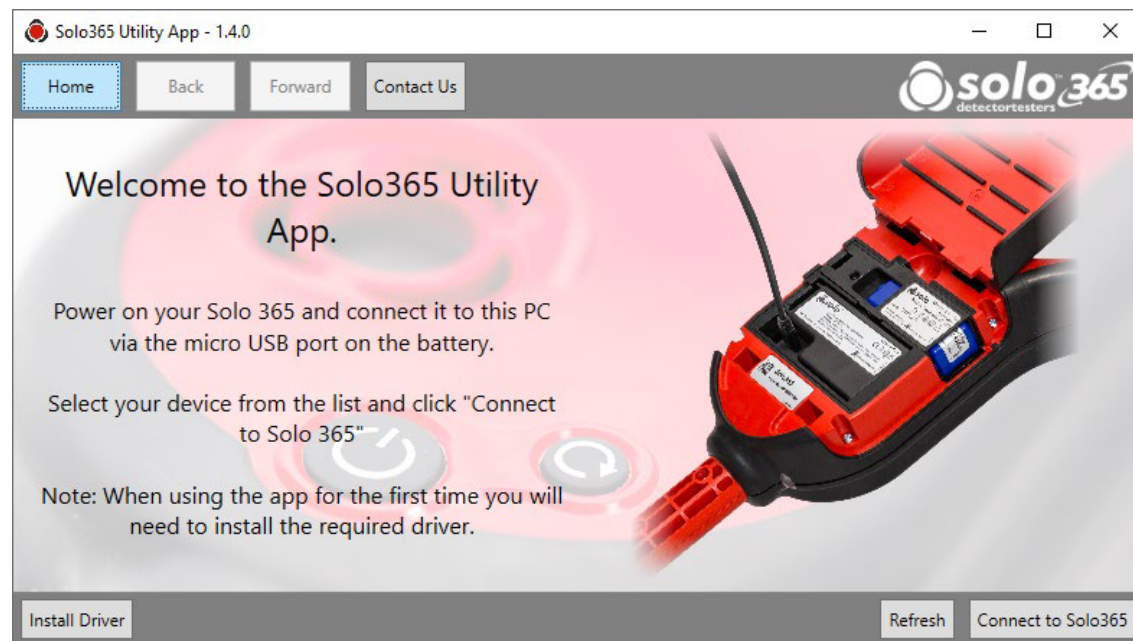 Solo365 Utility App - 1.4.0
Home
Back
Forward
Contact Us
solo 365
detectortesters
Welcome to the Solo365 Utility
App.
Power on your Solo 365 and connect it to this PC
via the micro USB port on the battery.
Select your device from the list and click "Connect
to Solo 365"
Note: When using the app for the first time you will
need to install the required driver.
solo
solo
Install Driver
Refresh
Connect to Solo365